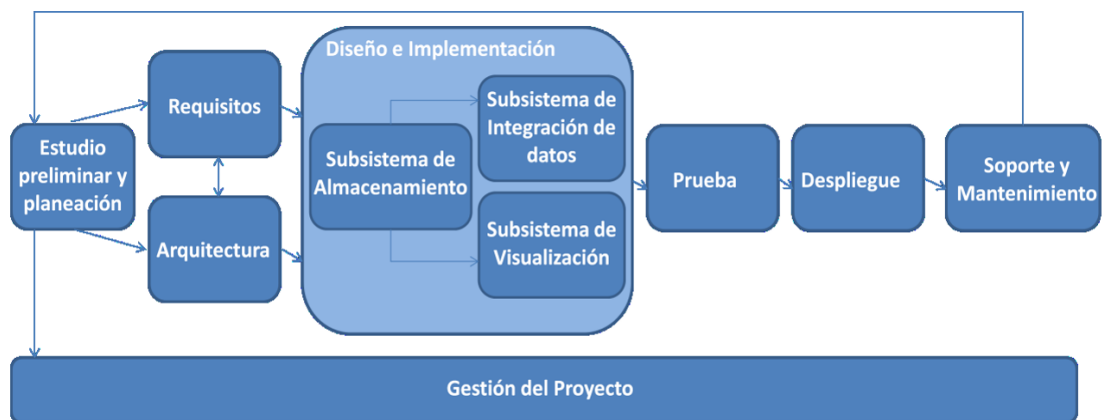 Diseño e Implementación
Requisitos
Estudio
preliminar y
planeación
Arquitectura
Subsistema de
Almacenamiento
Subsistema de
Integración de
datos
Subsistema de
Visualización
Prueba
Despliegue
Soporte y
Mantenimiento
Gestión del Proyecto